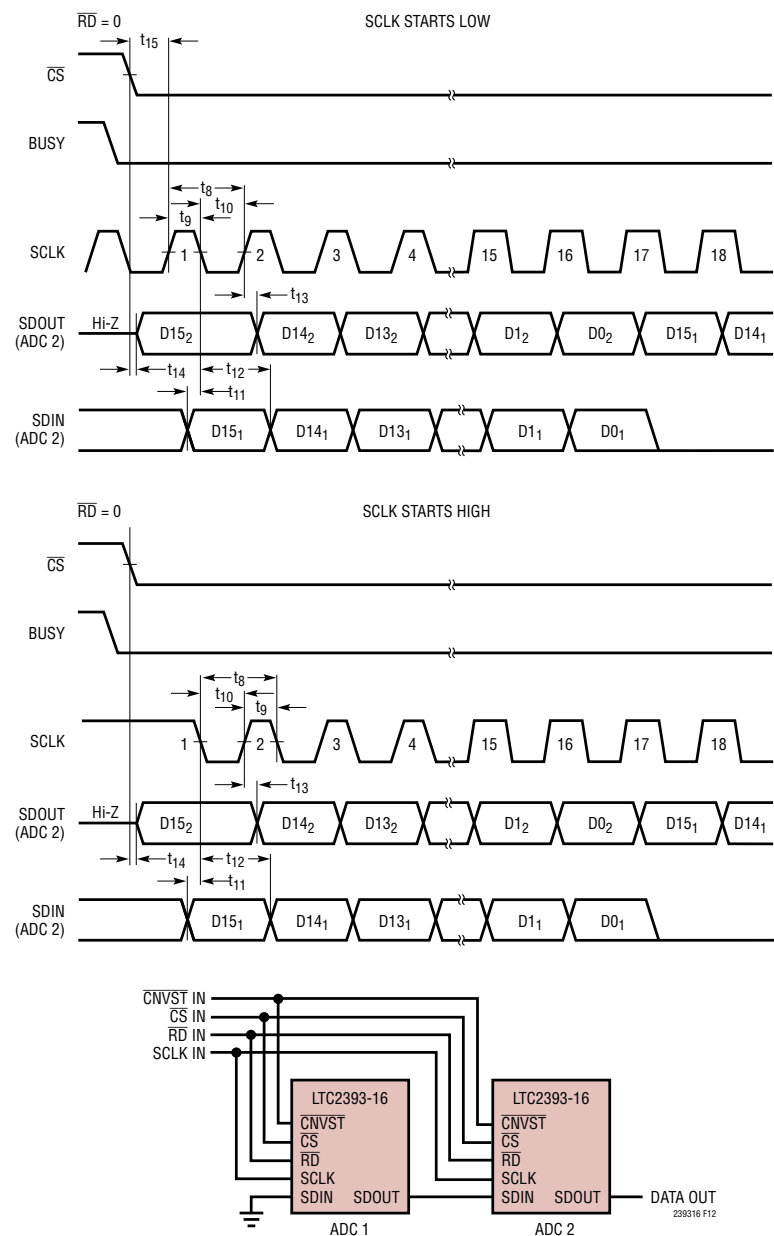 RD = 0 SCLK STARTS LOW
t15
CS
BUSY
t8
t9 t10
SCLK 1 2 3 4 15 16 17 18
t13
SDOUT (ADC 2) Hi-Z D152 D142 D132 D12 D02 D151 D141
t14 t12
t11
SDIN (ADC 2) D151 D141 D131 D11 D01
RD = 0 SCLK STARTS HIGH
CS
BUSY
t8
t10 t9
SCLK 1 2 3 4 15 16 17 18
t13
SDOUT (ADC 2) Hi-Z D152 D142 D132 D12 D02 D151 D141
t14 t12
t11
SDIN (ADC 2) D151 D141 D131 D11 D01
CNVST IN
CS IN
RD IN
SCLK IN
LTC2393-16 LTC2393-16
CNVST CNVST
CS CS
RD RD
SCLK SCLK
SDIN SDOUT SDIN SDOUT DATA OUT
239316 F12
ADC 1 ADC 2